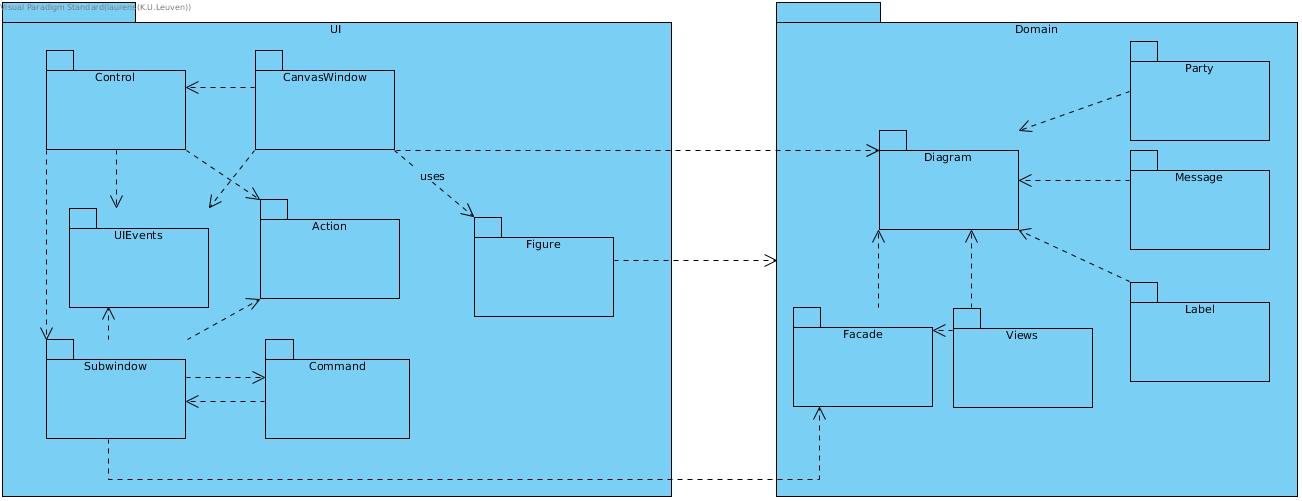 Visual Paradigm Standard(laurens(K.U.Leuven))
UI
Domain
Control
CanvasWindow
Party
Diagram
uses
Message
UIEvents
Action
Figure
Label
Facade
Views
Subwindow
Command